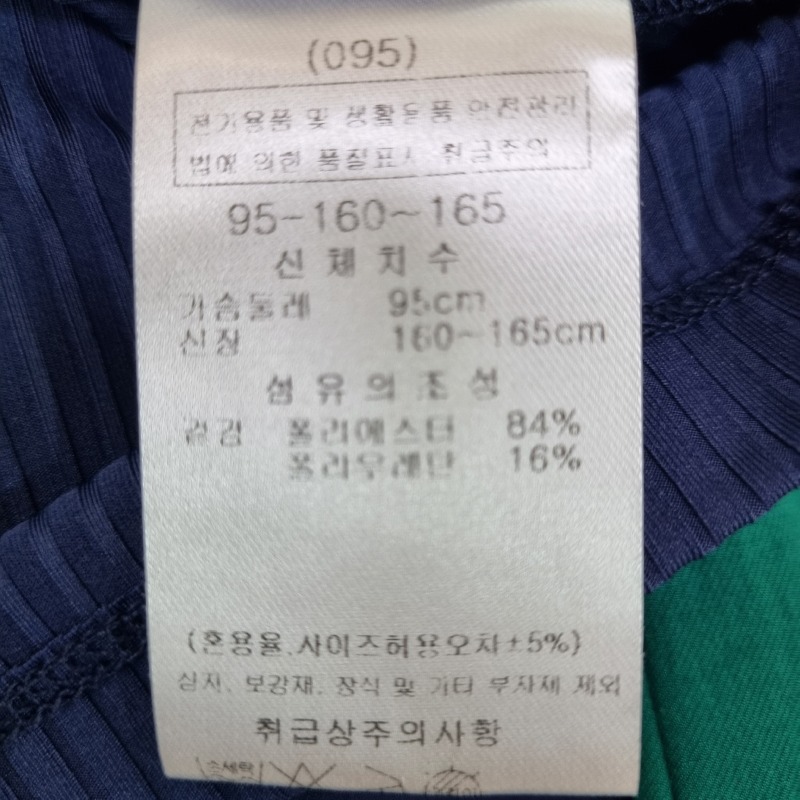 (095)
전기용품 및 생활용품 안전관리
법에 의한 품질표시 취급주의
95-160~165
신체치수
가슴둘레 95cm
신장 160~165cm
섬유의조성
겉감 폴리에스터 84%
폴리우레탄 16%
(혼용율,사이즈허용오차±5%)
심지, 보강재, 장식 및 기타 부자재 제외
취급상주의사항
손세탁